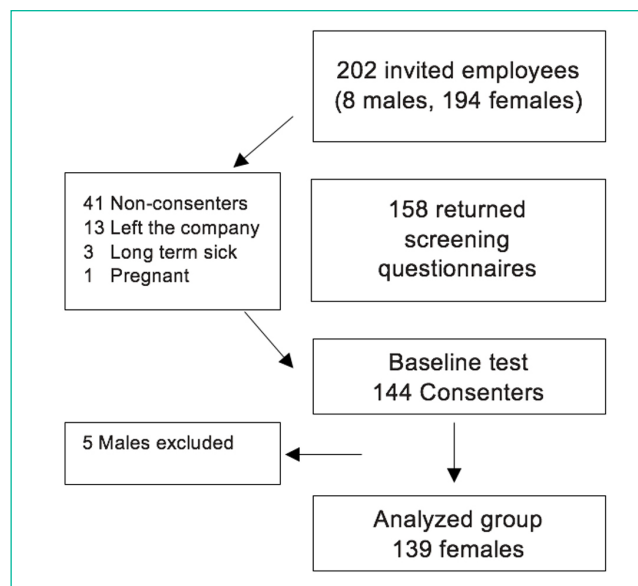 202 invited employees
(8 males, 194 females)
41 Non-consenters
13 Left the company
3 Long term sick
1 Pregnant
158 returned
screening
questionnaires
Baseline test
144 Consenters
5 Males excluded
Analyzed group
139 females